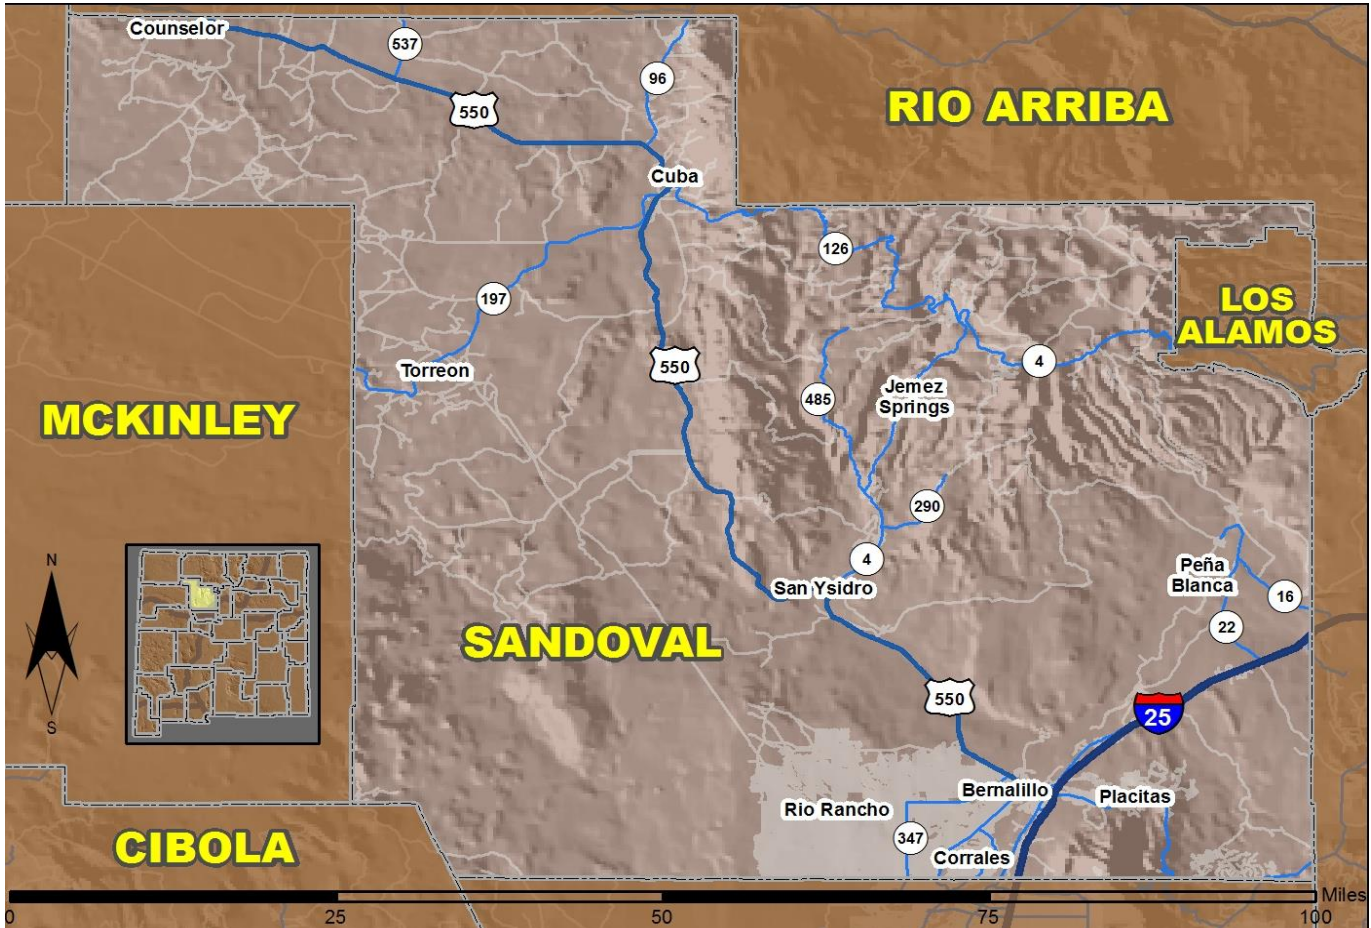 Counselor
537
96
550
RIO ARRIBA
Cuba
126
197
LOS
ALAMOS
550
4
Torreon
485
Jemez
Springs
MCKINLEY
290
N
4
Peña
Blanca
San Ysidro
16
22
SANDOVAL
550
25
S
Bernalillo
Placitas
Rio Rancho
347
Corrales
CIBOLA
Miles
0
25
50
75
100